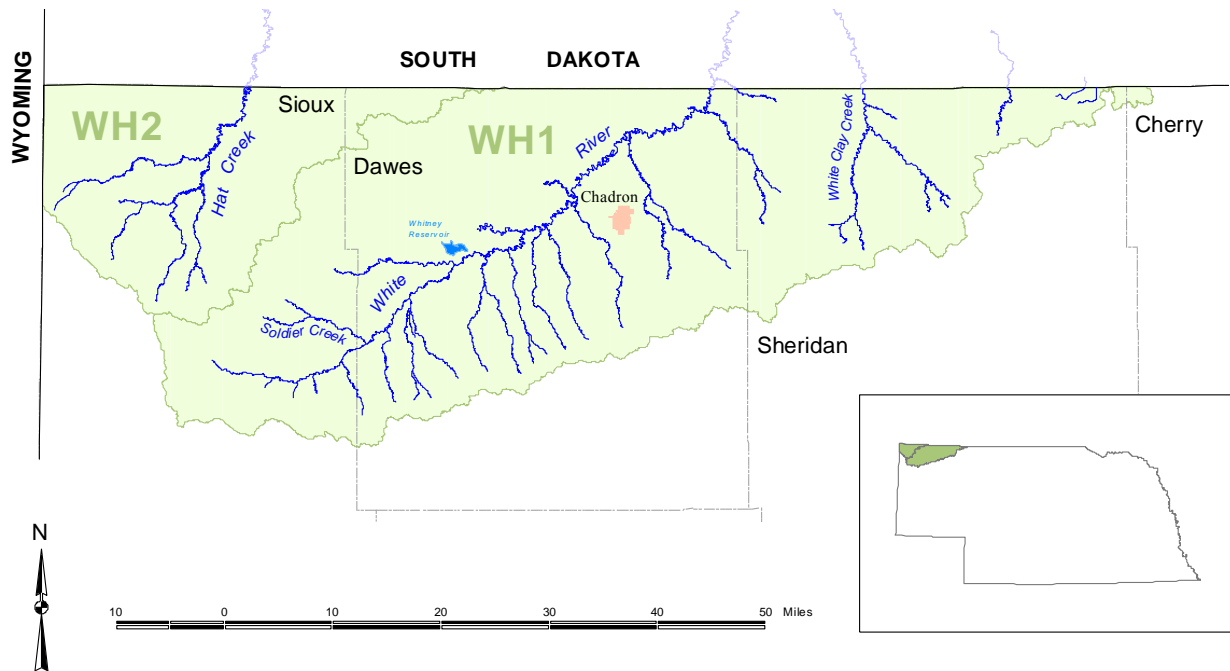 SOUTH DAKOTA
WYOMING
WH2
Sioux
Hat Creek
Dawes
WH1
River
White Clay Creek
Cherry
Chadron
Whitney
Reservoir
White
Soldier Creek
Sheridan
N
10 0 10 20 30 40 50 Miles